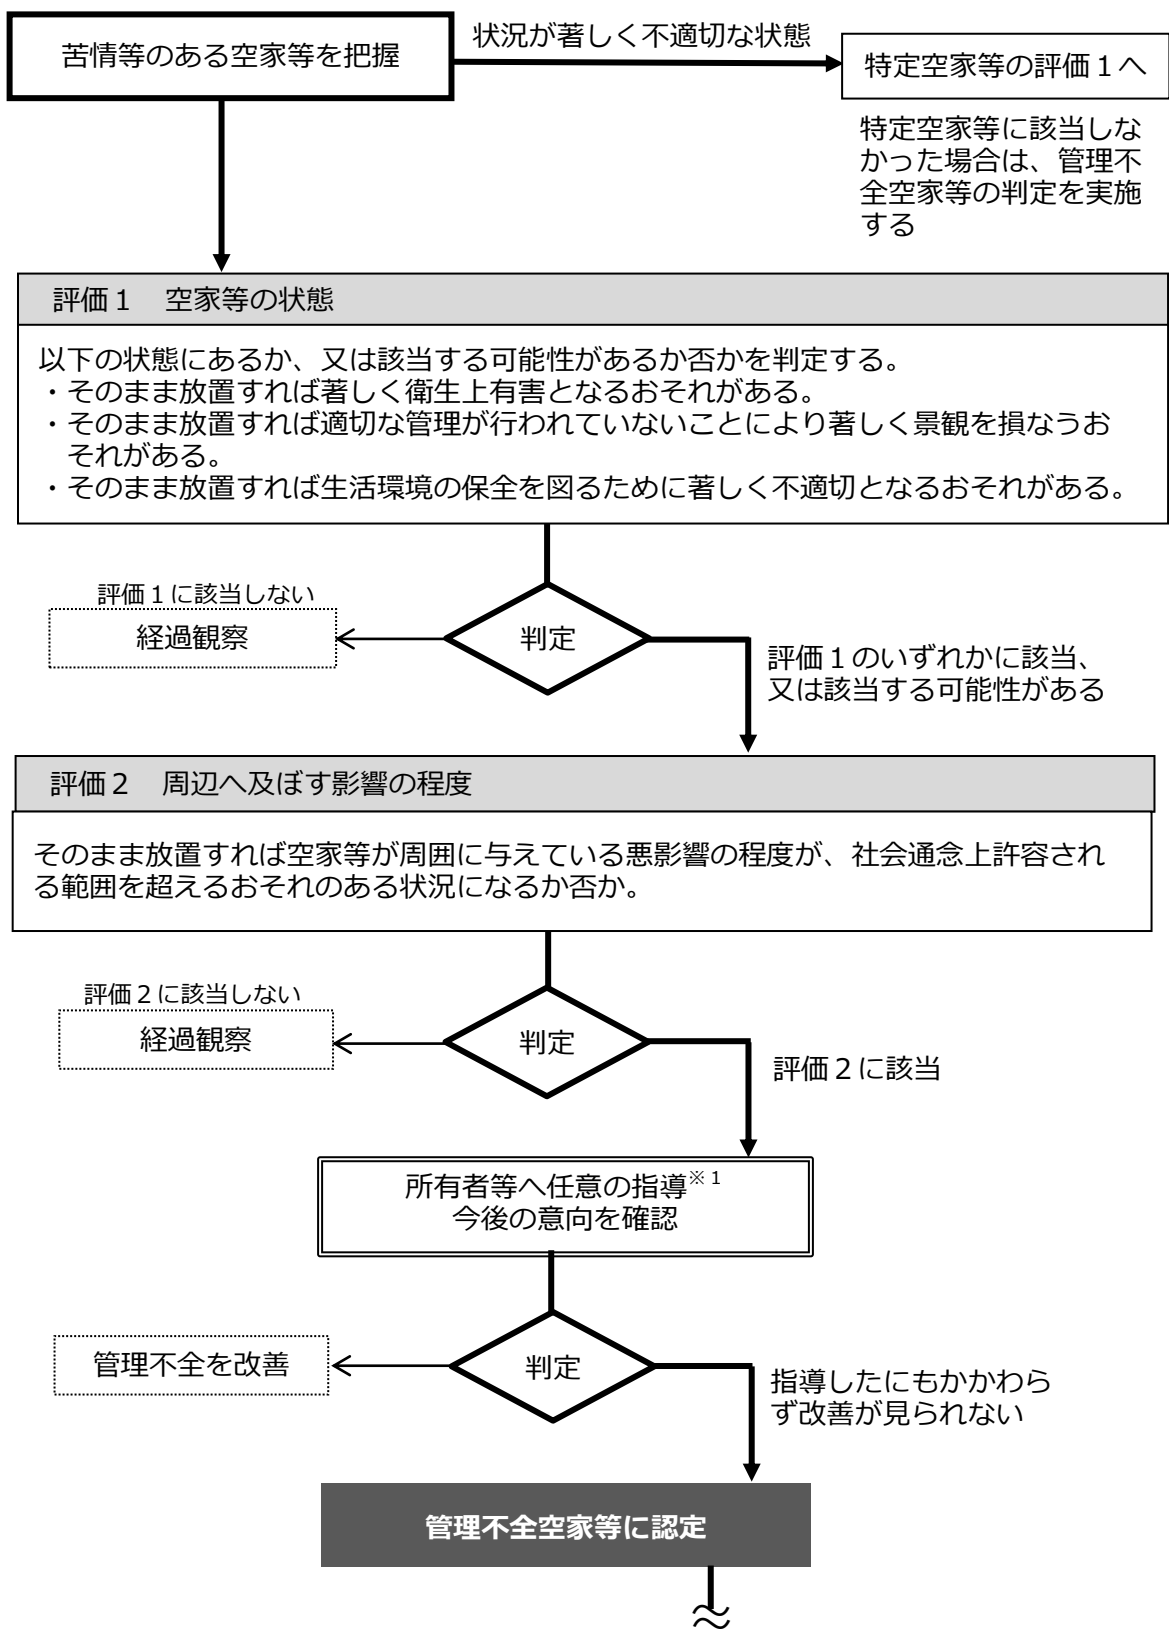 苦情等のある空家等を把握
状況が著しく不適切な状態
特定空家等の評価１へ
特定空家等に該当しな
かった場合は、管理不
全空家等の判定を実施
する
評価１　空家等の状態
以下の状態にあるか、又は該当する可能性があるか否かを判定する。
・そのまま放置すれば著しく衛生上有害となるおそれがある。
・そのまま放置すれば適切な管理が行われていないことにより著しく景観を損なうお
それがある。
・そのまま放置すれば生活環境の保全を図るために著しく不適切となるおそれがある。
評価１に該当しない
経過観察
判定
評価１のいずれかに該当、
又は該当する可能性がある
評価２　周辺へ及ぼす影響の程度
そのまま放置すれば空家等が周囲に与えている悪影響の程度が、社会通念上許容され
る範囲を超えるおそれのある状況になるか否か。
評価２に該当しない
経過観察
判定
評価２に該当
所有者等へ任意の指導※１
今後の意向を確認
管理不全を改善
判定
指導したにもかかわら
ず改善が見られない
管理不全空家等に認定